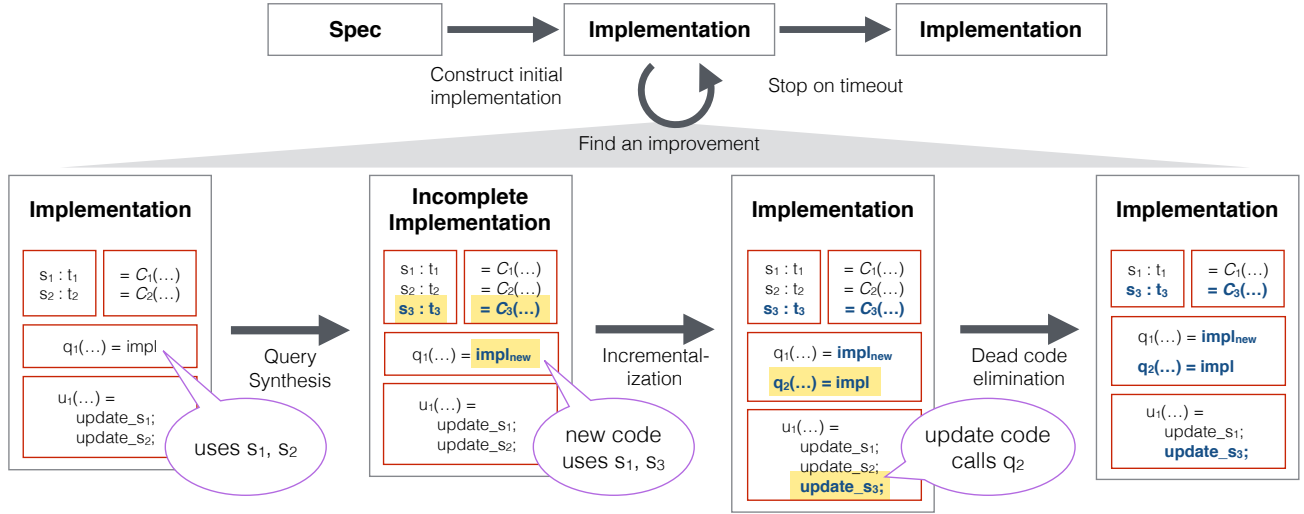 Spec
Implementation
Implementation
Construct initial
implementation
Stop on timeout
Find an improvement
Implementation
s₁ : t₁
s₂ : t₂
= C₁(…)
= C₂(…)
q₁(…) = impl
u₁(…) =
update_s₁;
update_s₂;
uses s₁, s₂
Query
Synthesis
Incomplete
Implementation
s₁ : t₁
s₂ : t₂
s₃ : t₃
= C₁(…)
= C₂(…)
= C₃(…)
q₁(…) = implnew
u₁(…) =
update_s₁;
update_s₂;
new code
uses s₁, s₃
Incremental-
ization
Implementation
s₁ : t₁
s₂ : t₂
s₃ : t₃
= C₁(…)
= C₂(…)
= C₃(…)
q₁(…) = implnew
q₂(…) = impl
u₁(…) =
update_s₁;
update_s₂;
update_s₃;
update code
calls q₂
Dead code
elimination
Implementation
s₁ : t₁
s₃ : t₃
= C₁(…)
= C₃(…)
q₁(…) = implnew
q₂(…) = impl
u₁(…) =
update_s₁;
update_s₃;